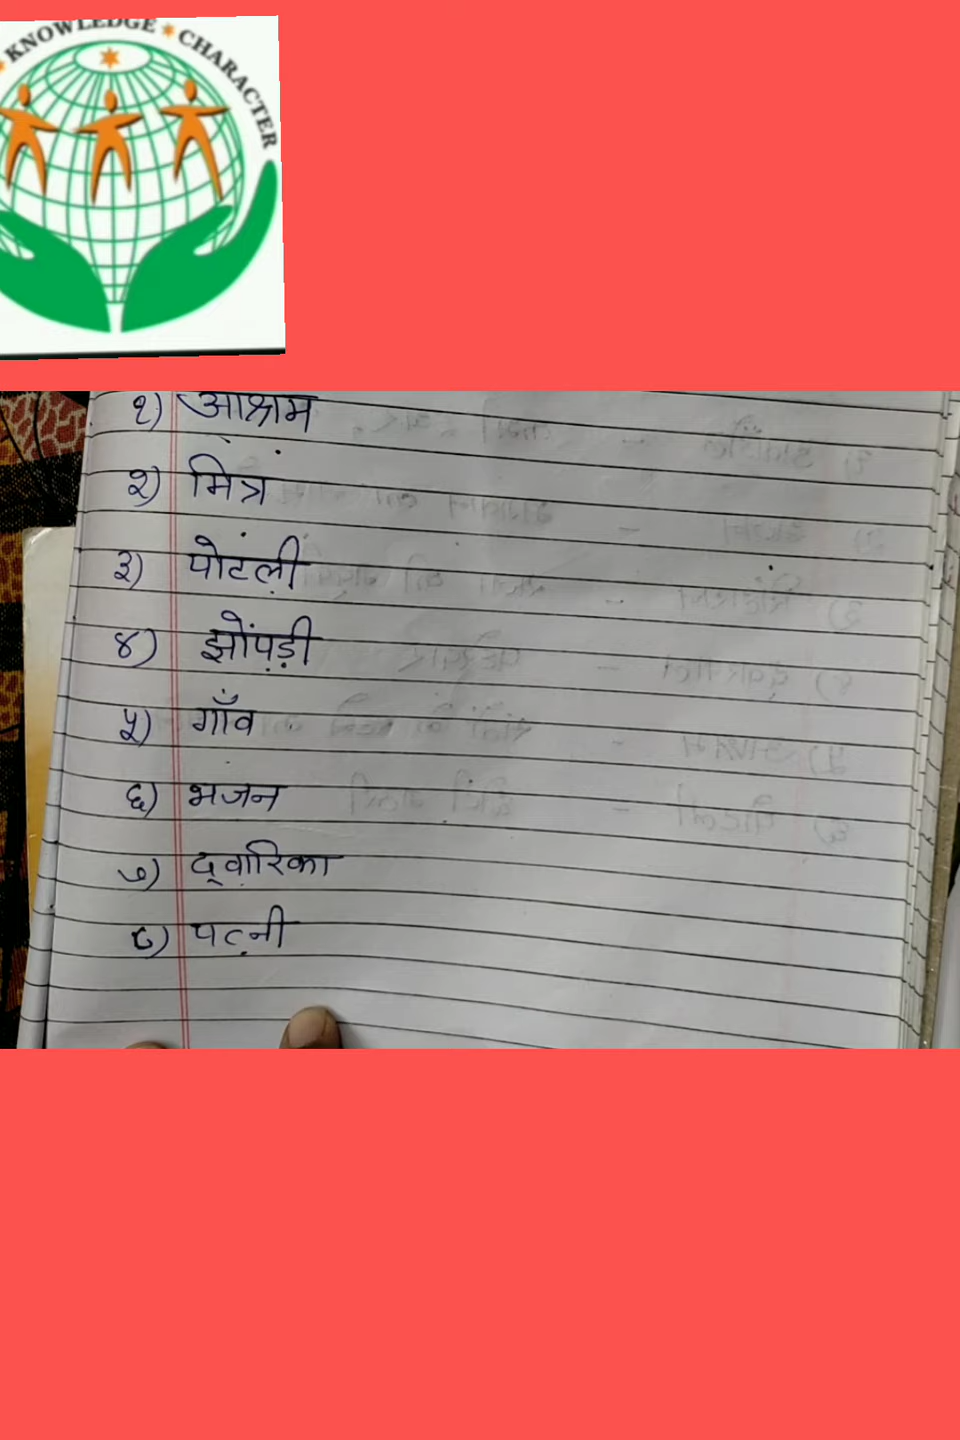 KNOWLEDGE ★ CHARACTER
१) आश्रम
२) मित्र
३) पोटली
४) झोंपड़ी
५) गाँव
६) भजन
७) द्वारिका
८) पत्नी